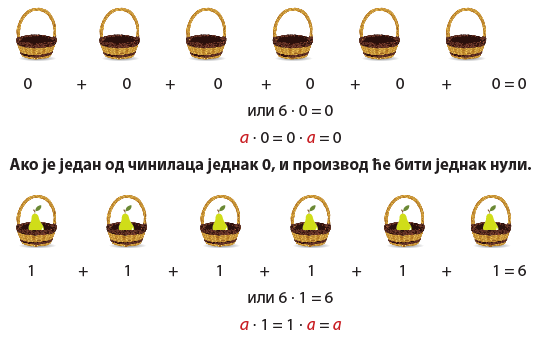 0 + 0 + 0 + 0 + 0 + 0 = 0
или 6 · 0 = 0
a · 0 = 0 · a = 0
Ако је један од чинилаца једнак 0, и производ ће бити једнак нули.
1 + 1 + 1 + 1 + 1 + 1 = 6
или 6 · 1 = 6
a · 1 = 1 · a = a